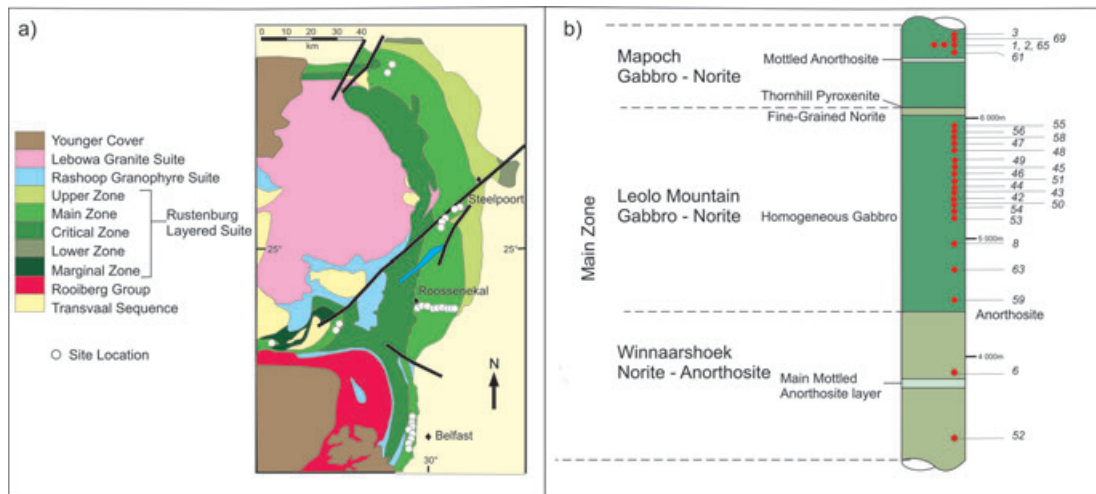 a)
0 10 20 30 40
km
Younger Cover
Lebowa Granite Suite
Rashoop Granophyre Suite
Upper Zone
Main Zone
Critical Zone
Lower Zone
Marginal Zone
Rustenburg
Layered Suite
Rooiberg Group
Transvaal Sequence
Site Location
Steelpoort
25°
25°
Roossenekal
N
Belfast
30°
b)
Main Zone
Mapoch
Gabbro - Norite
Mottled Anorthosite
Thornhill Pyroxenite
Fine-Grained Norite
Leolo Mountain
Gabbro - Norite
Homogeneous Gabbro
Anorthosite
Winnaarshoek
Norite - Anorthosite
Main Mottled
Anorthosite layer
3
69
1, 2, 65
61
6 000m
55
56
58
47
48
49
45
46
51
44
43
42
50
54
53
5 000m
8
63
59
4 000m
6
52